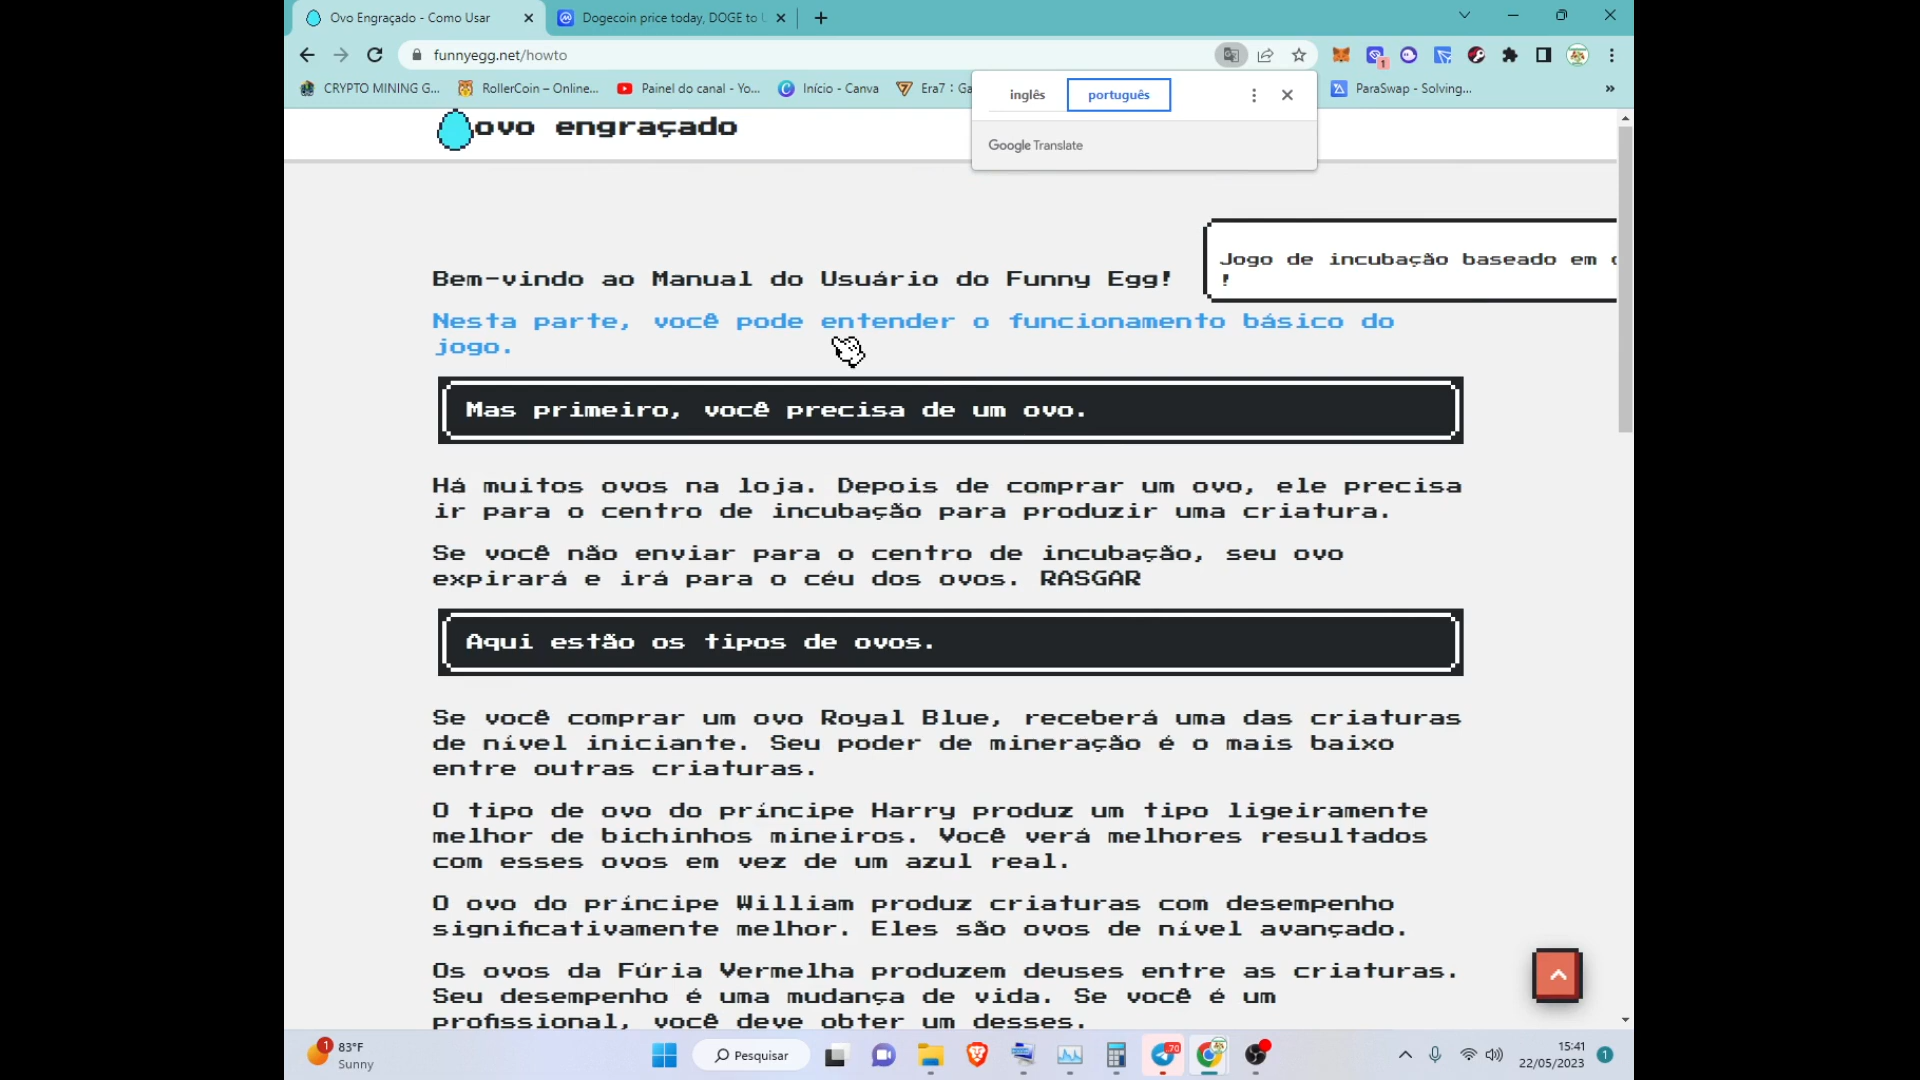 Ovo Engraçado - Como Usar
Dogecoin price today, DOGE to
funnyegg.net/howto
CRYPTO MINING G...
RollerCoin – Online...
Painel do canal - Yo...
Início - Canva
Era7 : Ga
ParaSwap - Solving...
»
inglês
português
Google Translate
ovo engraçado
Jogo de incubação baseado em
!
Bem-vindo ao Manual do Usuário do Funny Egg!
Nesta parte, você pode entender o funcionamento básico do
jogo.
Mas primeiro, você precisa de um ovo.
Há muitos ovos na loja. Depois de comprar um ovo, ele precisa
ir para o centro de incubação para produzir uma criatura.
Se você não enviar para o centro de incubação, seu ovo
expirará e irá para o céu dos ovos. RASGAR
Aqui estão os tipos de ovos.
Se você comprar um ovo Royal Blue, receberá uma das criaturas
de nível iniciante. Seu poder de mineração é o mais baixo
entre outras criaturas.
O tipo de ovo do príncipe Harry produz um tipo ligeiramente
melhor de bichinhos mineiros. Você verá melhores resultados
com esses ovos em vez de um azul real.
O ovo do príncipe William produz criaturas com desempenho
significativamente melhor. Eles são ovos de nível avançado.
Os ovos da Fúria Vermelha produzem deuses entre as criaturas.
Seu desempenho é uma mudança de vida. Se você é um
profissional, você deve obter um desses.
1
83°F
Sunny
Pesquisar
70
15:41
22/05/2023
1